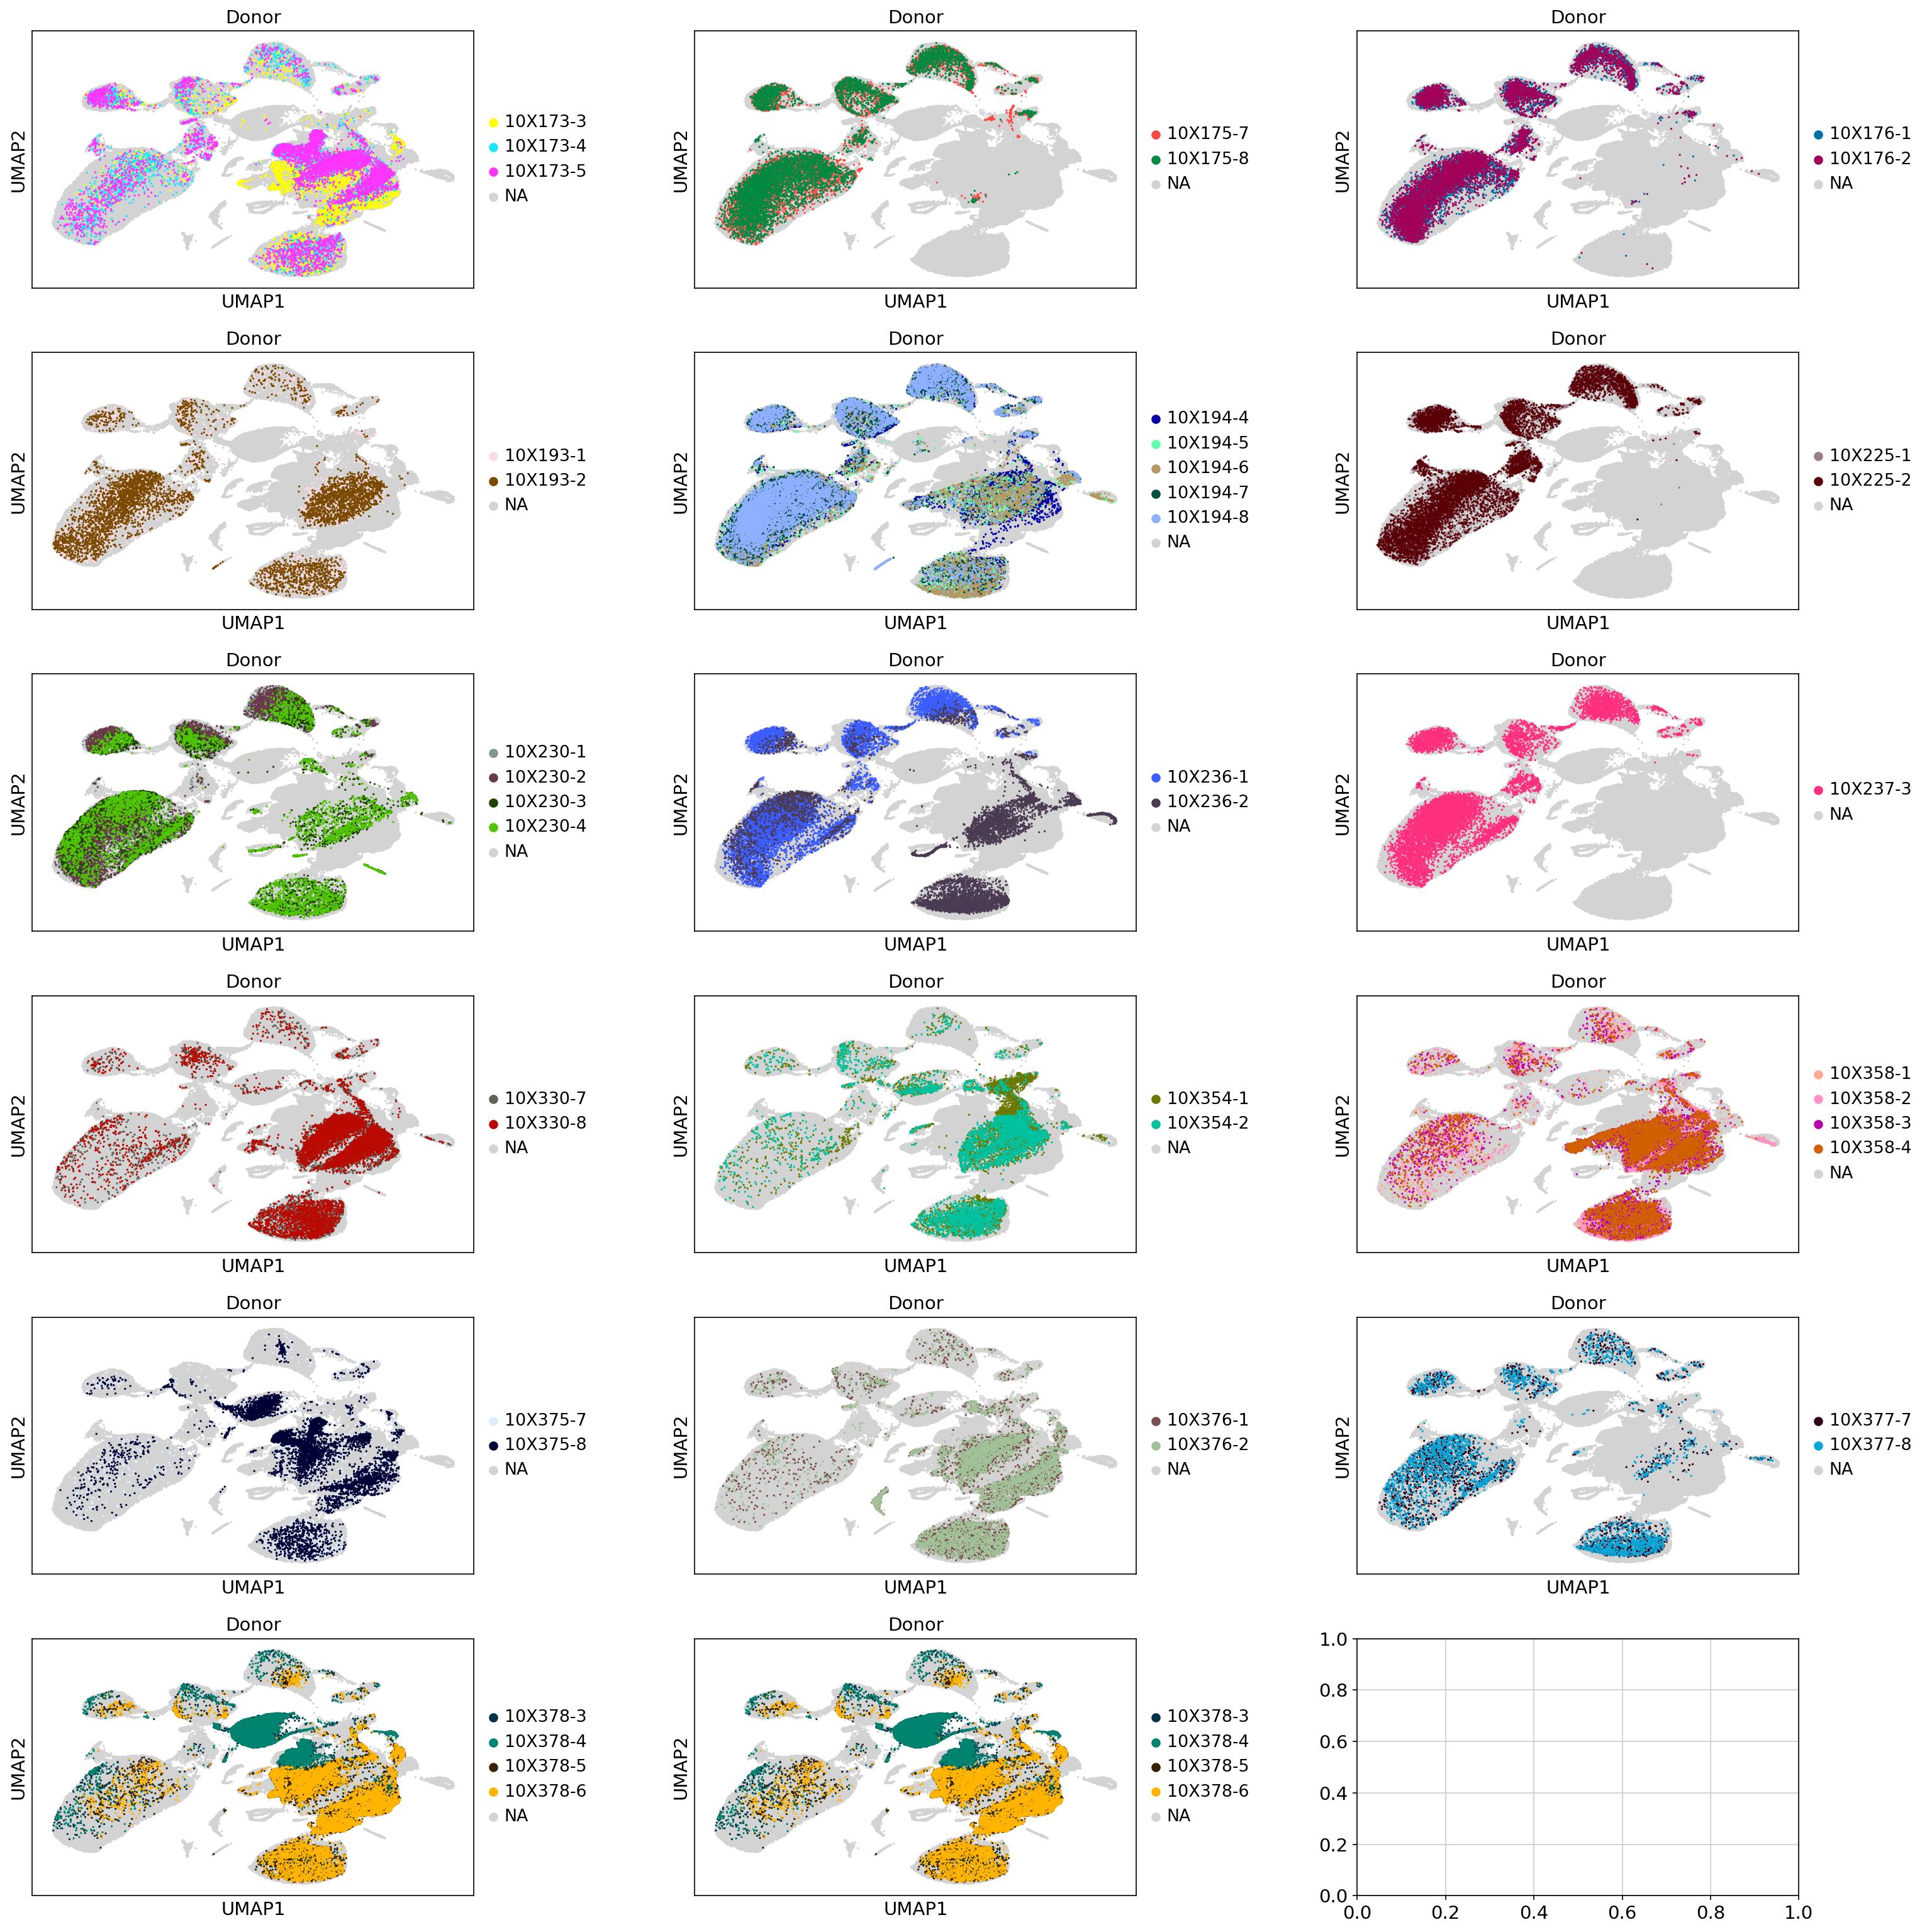 Donor
UMAP2
UMAP1
10X173-3
10X173-4
10X173-5
NA
Donor
UMAP2
UMAP1
10X175-7
10X175-8
NA
Donor
UMAP2
UMAP1
10X176-1
10X176-2
NA
Donor
UMAP2
UMAP1
10X193-1
10X193-2
NA
Donor
UMAP2
UMAP1
10X194-4
10X194-5
10X194-6
10X194-7
10X194-8
NA
Donor
UMAP2
UMAP1
10X225-1
10X225-2
NA
Donor
UMAP2
UMAP1
10X230-1
10X230-2
10X230-3
10X230-4
NA
Donor
UMAP2
UMAP1
10X236-1
10X236-2
NA
Donor
UMAP2
UMAP1
10X237-3
NA
Donor
UMAP2
UMAP1
10X330-7
10X330-8
NA
Donor
UMAP2
UMAP1
10X354-1
10X354-2
NA
Donor
UMAP2
UMAP1
10X358-1
10X358-2
10X358-3
10X358-4
NA
Donor
UMAP2
UMAP1
10X375-7
10X375-8
NA
Donor
UMAP2
UMAP1
10X376-1
10X376-2
NA
Donor
UMAP2
UMAP1
10X377-7
10X377-8
NA
Donor
UMAP2
UMAP1
10X378-3
10X378-4
10X378-5
10X378-6
NA
Donor
UMAP2
UMAP1
10X378-3
10X378-4
10X378-5
10X378-6
NA
1.0
0.8
0.6
0.4
0.2
0.0
0.0 0.2 0.4 0.6 0.8 1.0